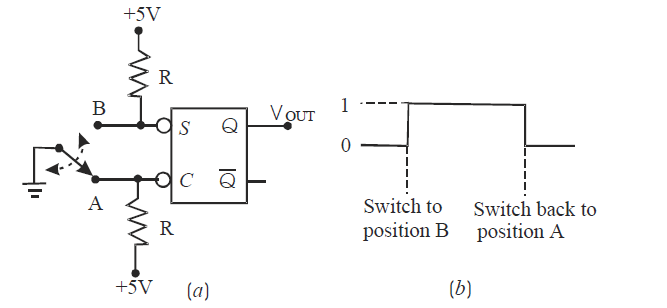 +5V
R
B
S
Q
VOUT
C
Q
A
R
+5V
(a)
1
0
Switch to
position B
Switch back to
position A
(b)